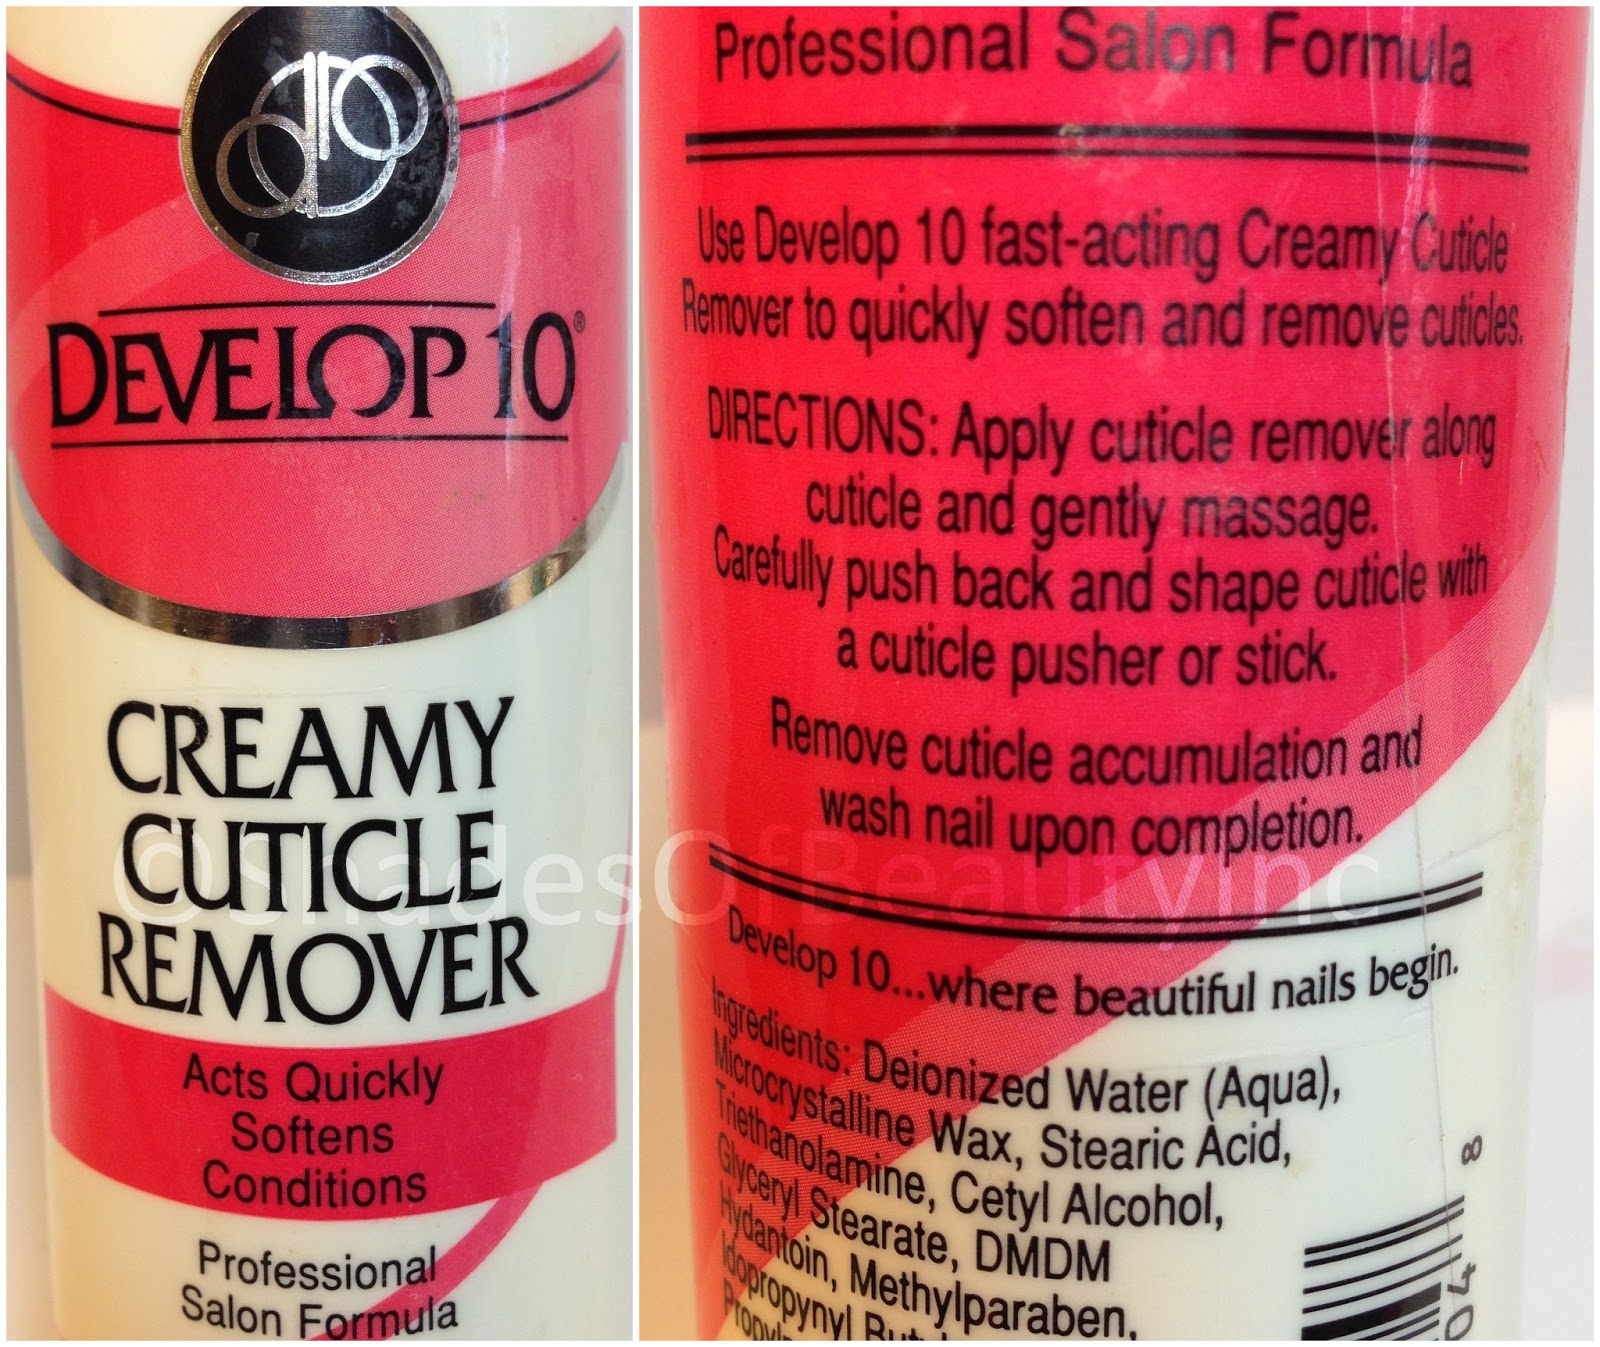 DEVELOP 10®
CREAMY
CUTICLE
REMOVER
Acts Quickly
Softens
Conditions
Professional
Salon Formula
Professional Salon Formula
Use Develop 10 fast-acting Creamy Cuticle
Remover to quickly soften and remove cuticles.
DIRECTIONS: Apply cuticle remover along
cuticle and gently massage.
Carefully push back and shape cuticle with
a cuticle pusher or stick.
Remove cuticle accumulation and
wash nail upon completion.
Develop 10...where beautiful nails begin.
Ingredients: Deionized Water (Aqua),
Microcrystalline Wax, Stearic Acid,
Triethanolamine, Cetyl Alcohol,
Glyceryl Stearate, DMDM
Hydantoin, Methylparaben,
Idopropynyl
8
©ShadesOfBeautyInc